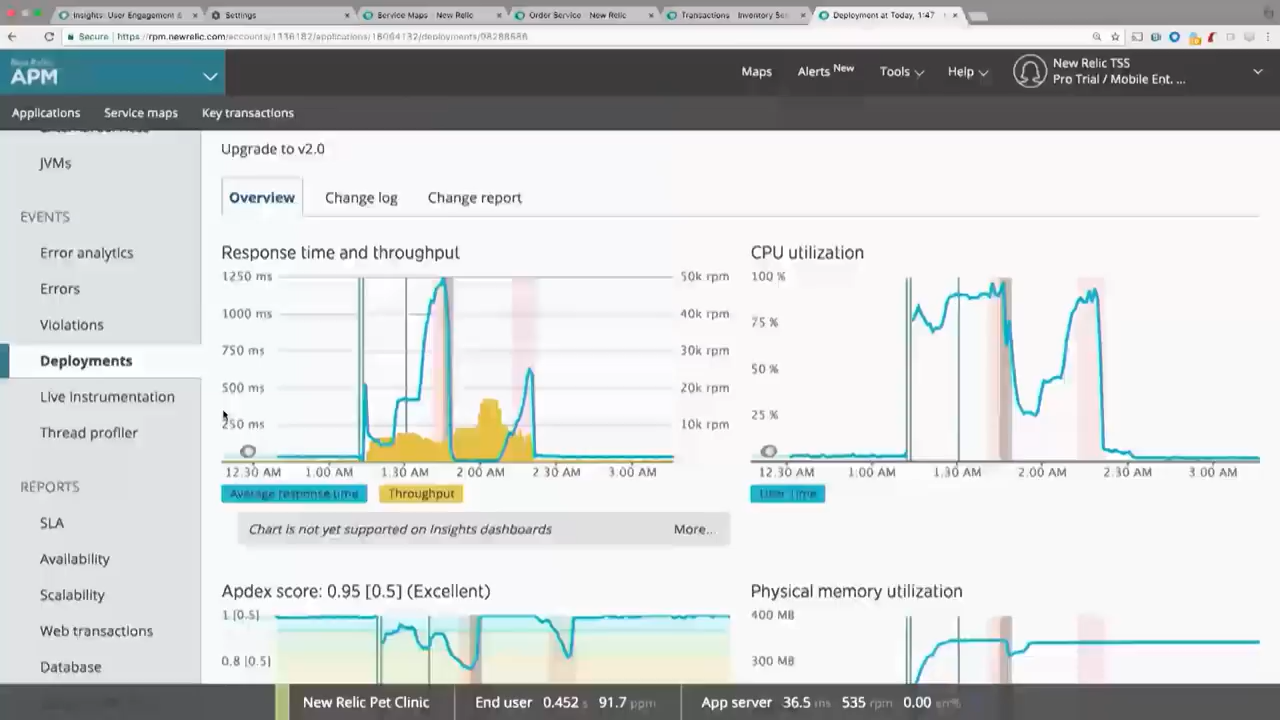 Insights: User Engagement &
Settings
Service Maps - New Relic
Order Service - New Relic
Transactions - Inventory Se
Deployment at Today, 1:47
Secure
https://rpm.newrelic.com/accounts/1336182/applications/18064132/deployments/98288686
New Relic
APM
Maps
Alerts New
Tools
Help
New Relic TSS
Pro Trial / Mobile Ent. ...
Applications
Service maps
Key transactions
JVMs
EVENTS
Error analytics
Errors
Violations
Deployments
Live Instrumentation
Thread profiler
REPORTS
SLA
Availability
Scalability
Web transactions
Database
Upgrade to v2.0
Overview
Change log
Change report
Response time and throughput
1250 ms
50k rpm
1000 ms
40k rpm
750 ms
30k rpm
500 ms
20k rpm
250 ms
10k rpm
12:30 AM
1:00 AM
1:30 AM
2:00 AM
2:30 AM
3:00 AM
Average response time
Throughput
Chart is not yet supported on Insights dashboards
More...
CPU utilization
100 %
75 %
50 %
25 %
12:30 AM
1:00 AM
1:30 AM
2:00 AM
2:30 AM
3:00 AM
User Time
Apdex score: 0.95 [0.5] (Excellent)
1 [0.5]
0.8 [0.5]
Physical memory utilization
400 MB
300 MB
New Relic Pet Clinic
End user 0.452 s 91.7 ppm
App server 36.5 ms 535 rpm 0.00 err%